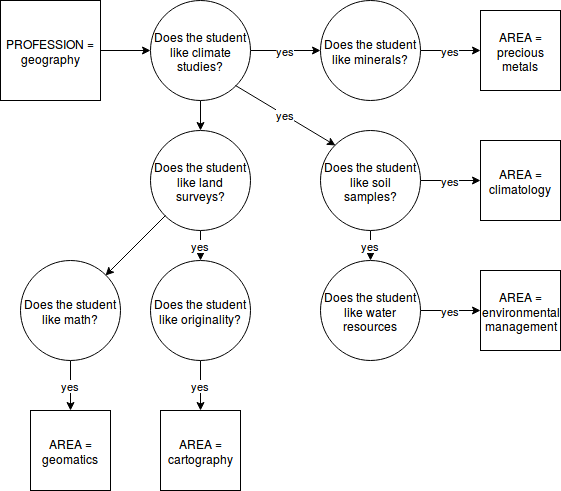 PROFESSION =
geography
Does the student
like climate
studies?
yes
Does the student
like minerals?
yes
AREA =
precious
metals
yes
Does the student
like land
surveys?
Does the student
like soil
samples?
yes
AREA =
climatology
yes
yes
Does the student
like math?
Does the student
like originality?
Does the student
like water
resources
yes
AREA =
environmental
management
yes
yes
AREA =
geomatics
AREA =
cartography